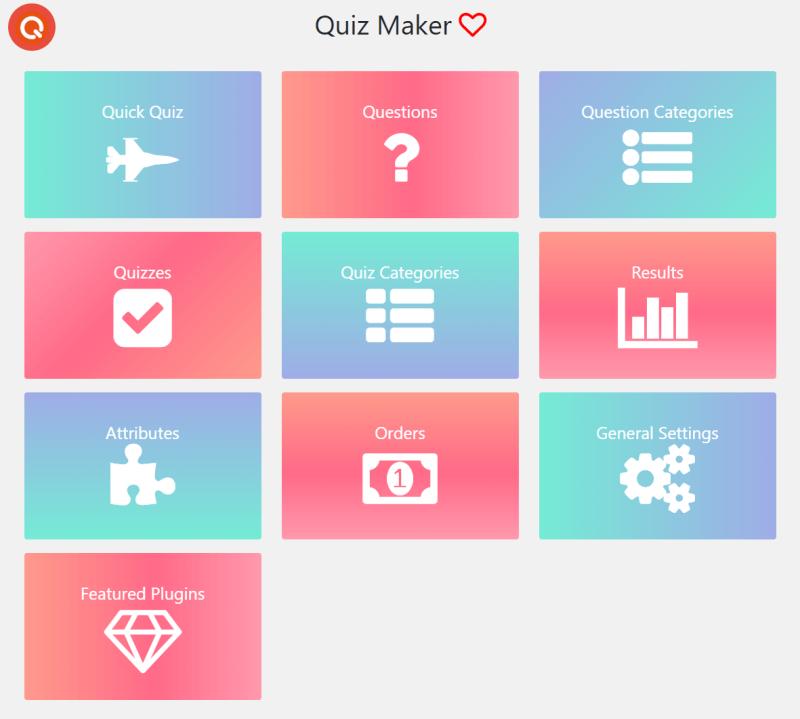 Quiz Maker
Quick Quiz
Questions
?
Question Categories
Quizzes
Quiz Categories
Results
Attributes
Orders
1
General Settings
Featured Plugins